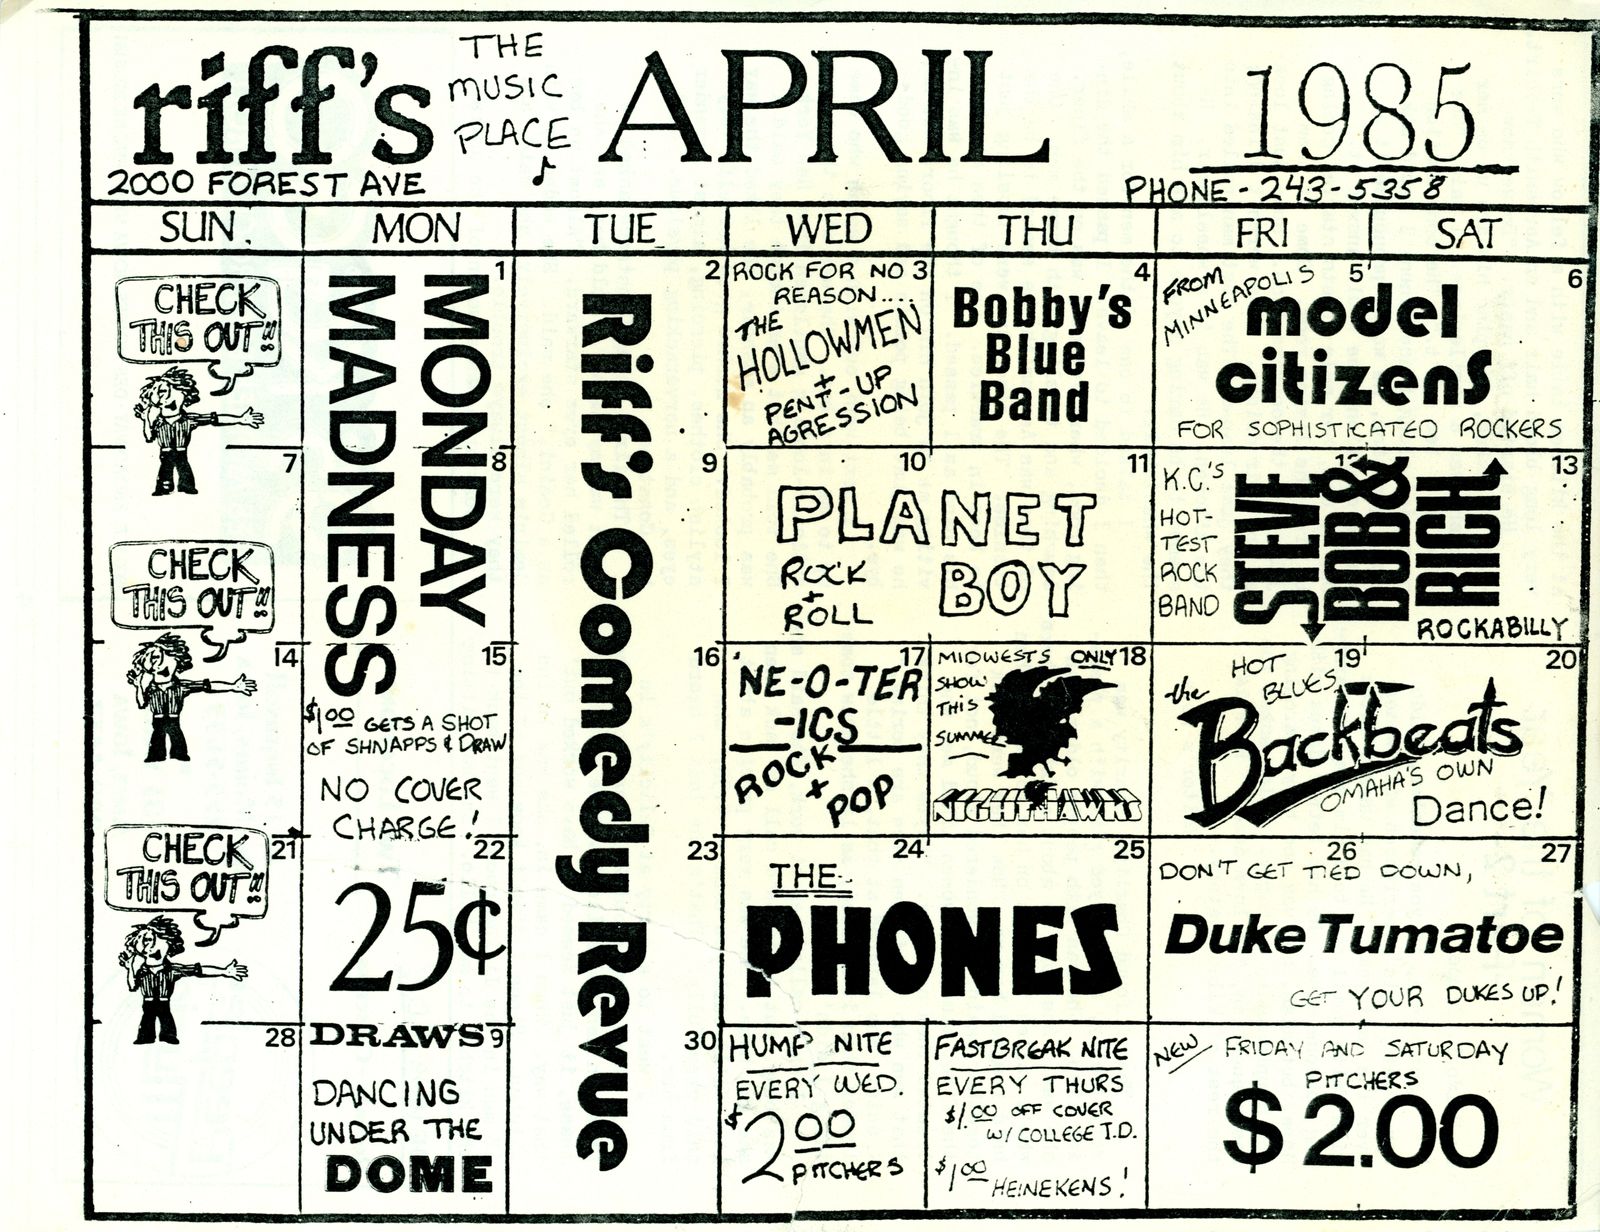 riff's
THE
MUSIC
PLACE
APRIL
1985
2000 FOREST AVE
PHONE - 243-5358
SUN.
MON
TUE
WED
THU
FRI
SAT
CHECK
THIS OUT!!
7
CHECK
THIS OUT!!
14
CHECK
THIS OUT!!
21
28
1
MONDAY
MADNESS
8
15
$1.00 GETS A SHOT
OF SHNAPPS & DRAW
NO COVER
CHARGE!
22
25¢
DRAWS
9
DANCING
UNDER THE
DOME
2
Riff's Comedy Revue
9
16
23
30
ROCK FOR NO 3
REASON....
THE
HOLLOWMEN
+
PENT-UP
AGRESSION
4
Bobby's
Blue
Band
5
6
FROM
MINNEAPOLIS
model
citizens
FOR SOPHISTICATED ROCKERS
10
11
PLANET
BOY
ROCK
+
ROLL
12
13
K.C.'S
HOT-
TEST
ROCK
BAND
STEVE
BOB &
RICH
ROCKABILLY
17
NE-O-TER
-ICS
ROCK
+
POP
MIDWESTS ONLY 18
SHOW
THIS
SUMMER
NIGHTHAWKS
19
20
HOT
BLUES
the
Backbeats
OMAHA'S OWN
Dance!
24
25
THE
PHONES
26
27
DON'T GET TIED DOWN,
Duke Tumatoe
GET YOUR DUKES UP!
HUMP NITE
EVERY WED.
$2.00
PITCHERS
FASTBREAK NITE
EVERY THURS
$1.00 OFF COVER
W/ COLLEGE I.D.
$1.00 HEINEKENS!
NEW
FRIDAY AND SATURDAY
PITCHERS
$2.00